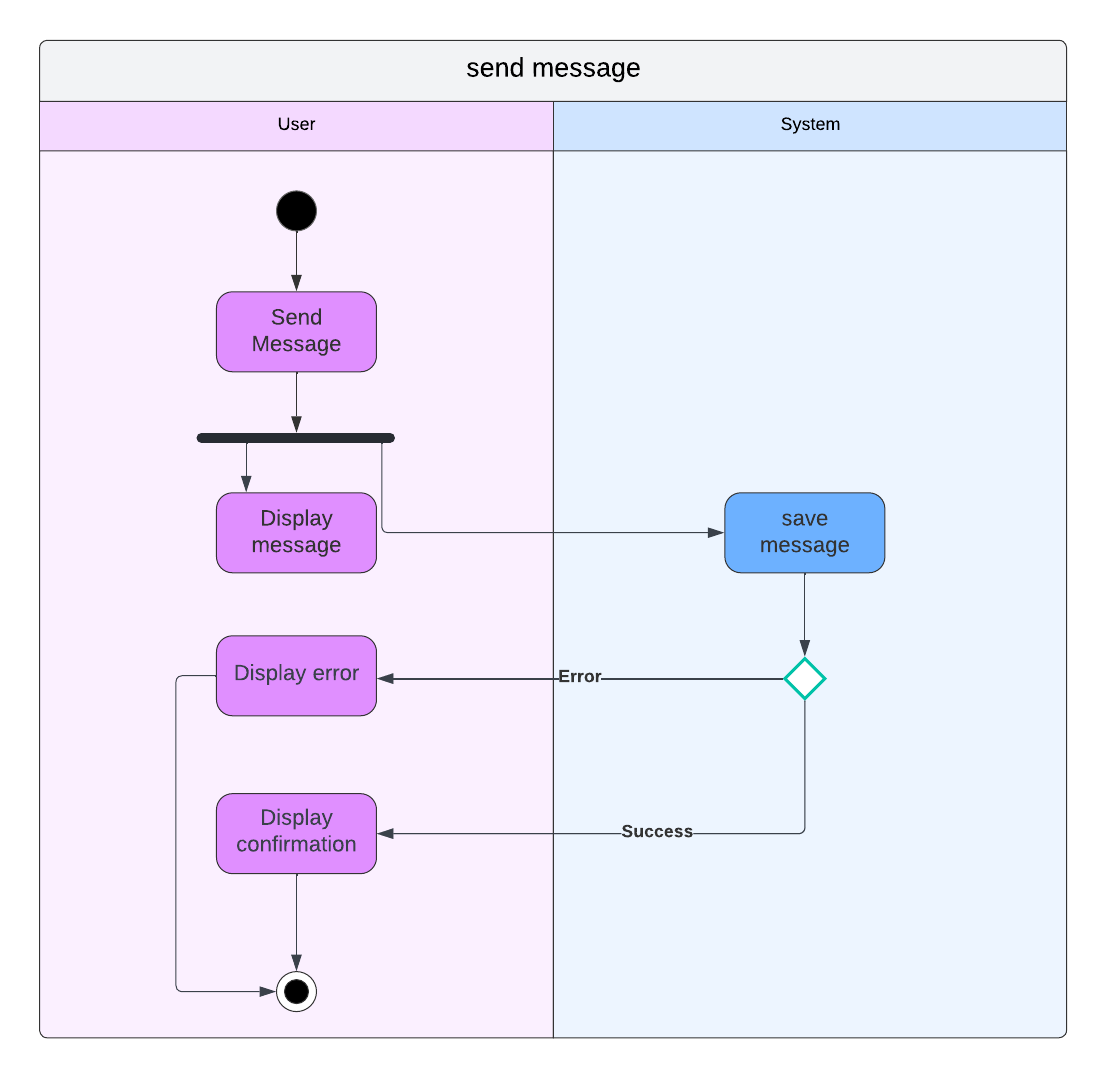 send message
User
System
Send
Message
Display
message
save
message
Display error
Error
Display
confirmation
Success